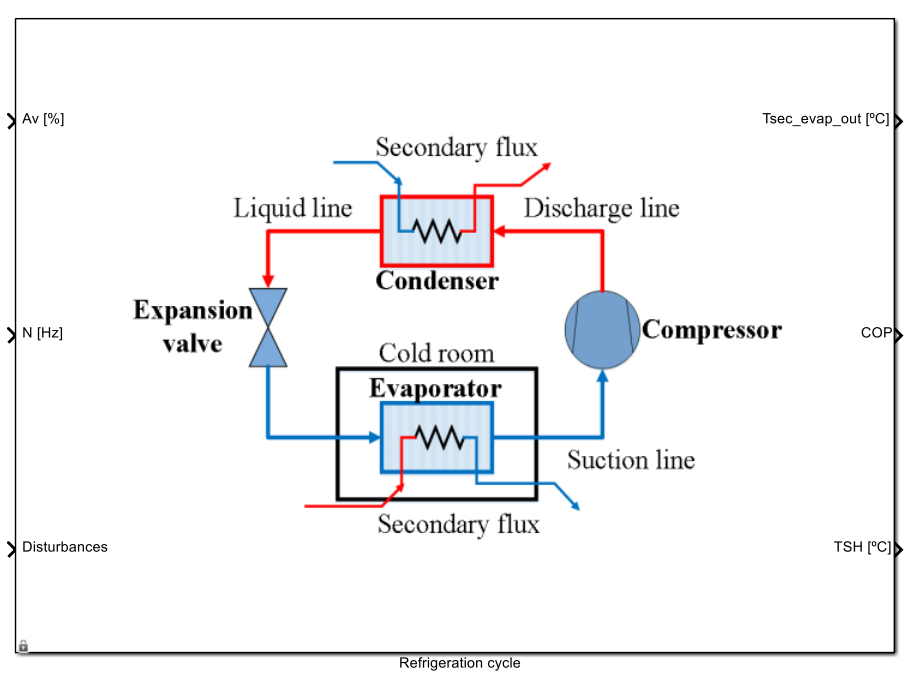 Av [%]
Tsec_evap_out [ºC]
Secondary flux
Liquid line
Discharge line
Condenser
Expansion
valve
Compressor
N [Hz]
COP
Cold room
Evaporator
Suction line
Secondary flux
Disturbances
TSH [ºC]
Refrigeration cycle